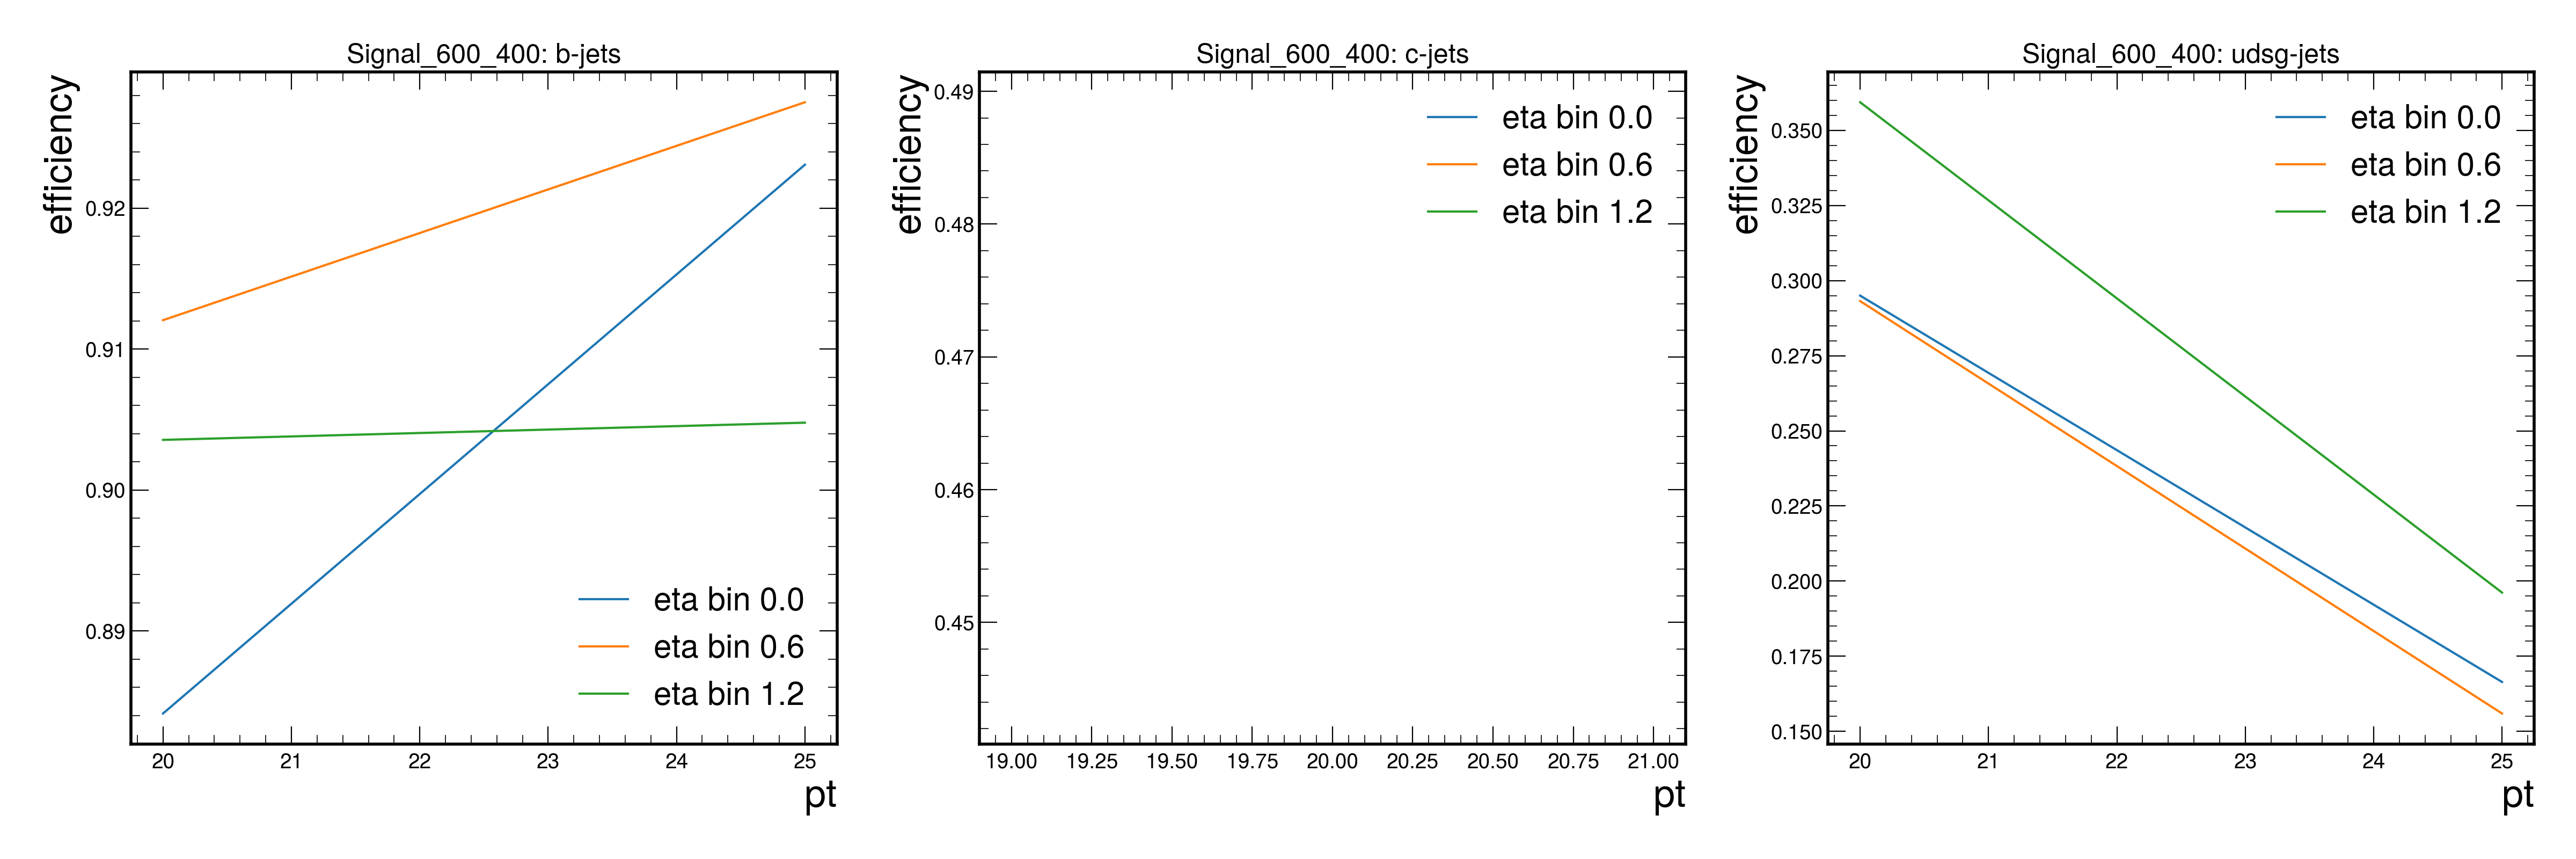 Signal_600_400: b-jets
efficiency
0.92
0.91
0.90
0.89
eta bin 0.0
eta bin 0.6
eta bin 1.2
20 21 22 23 24 25
pt
Signal_600_400: c-jets
efficiency
0.49
0.48
0.47
0.46
0.45
eta bin 0.0
eta bin 0.6
eta bin 1.2
19.00 19.25 19.50 19.75 20.00 20.25 20.50 20.75 21.00
pt
Signal_600_400: udsg-jets
efficiency
0.350
0.325
0.300
0.275
0.250
0.225
0.200
0.175
0.150
eta bin 0.0
eta bin 0.6
eta bin 1.2
20 21 22 23 24 25
pt